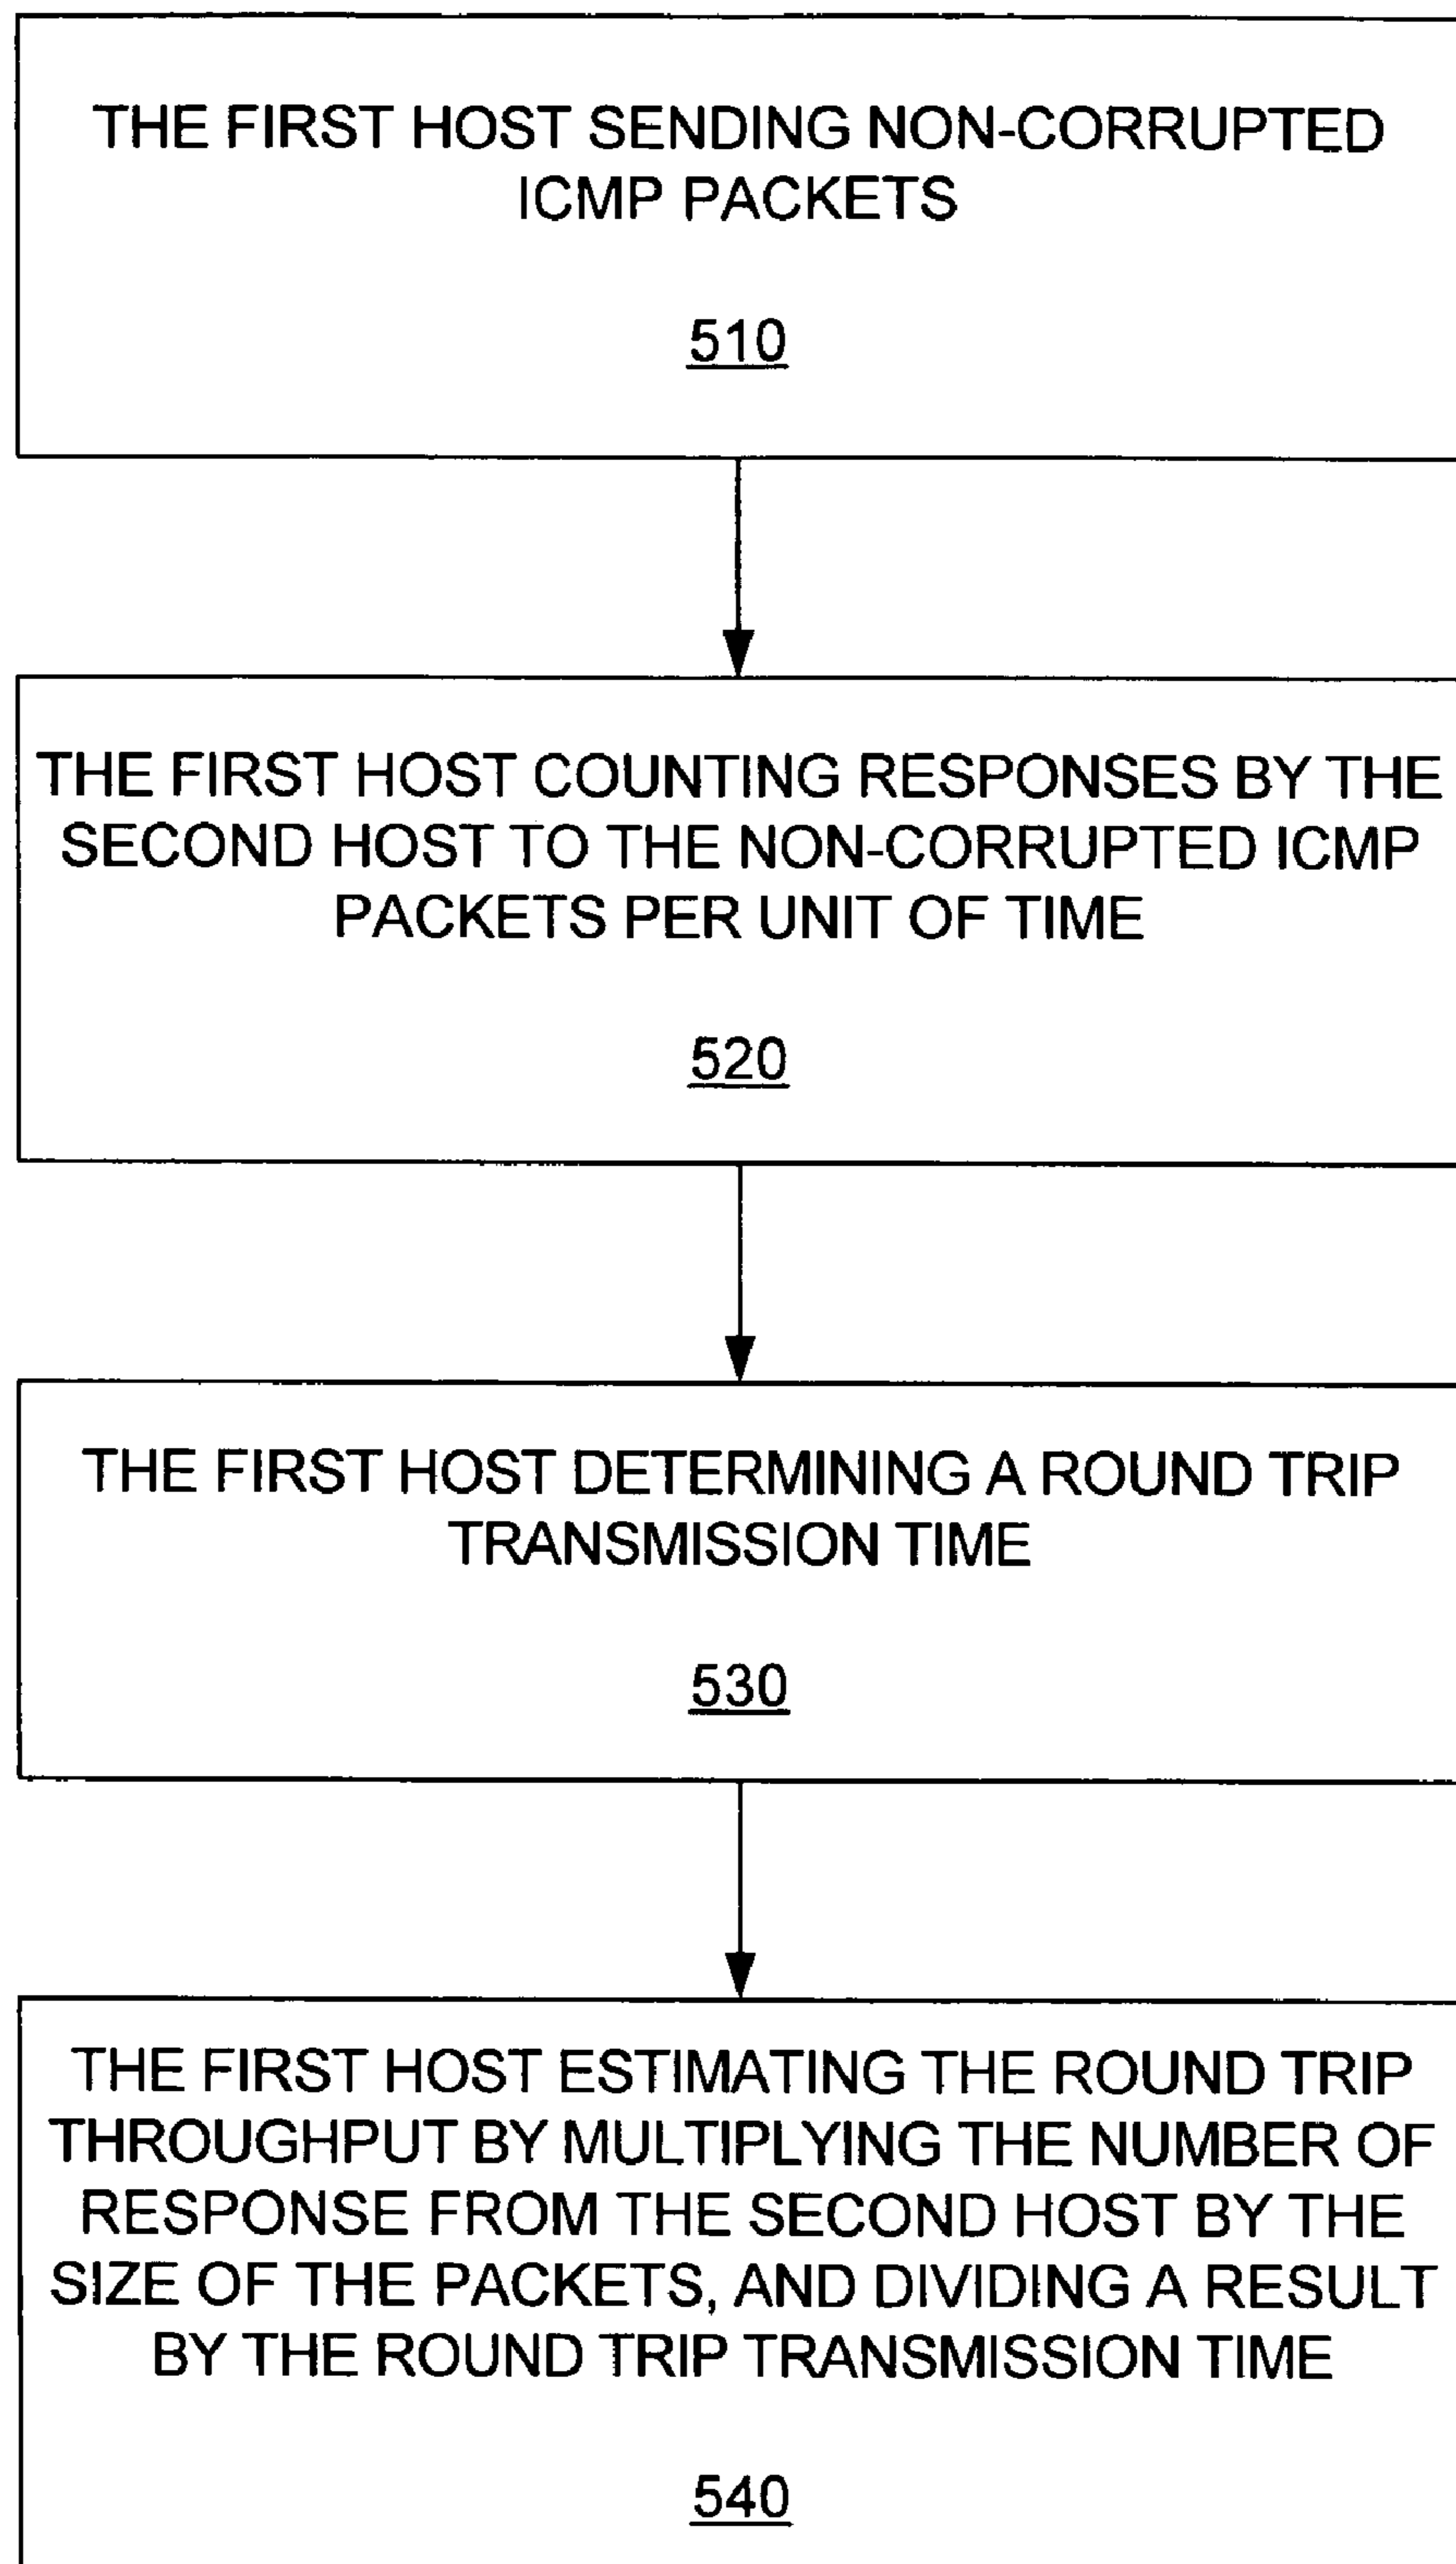 THE FIRST HOST SENDING NON-CORRUPTED
ICMP PACKETS
510
THE FIRST HOST COUNTING RESPONSES BY THE
SECOND HOST TO THE NON-CORRUPTED ICMP
PACKETS PER UNIT OF TIME
520
THE FIRST HOST DETERMINING A ROUND TRIP
TRANSMISSION TIME
530
THE FIRST HOST ESTIMATING THE ROUND TRIP
THROUGHPUT BY MULTIPLYING THE NUMBER OF
RESPONSE FROM THE SECOND HOST BY THE
SIZE OF THE PACKETS, AND DIVIDING A RESULT
BY THE ROUND TRIP TRANSMISSION TIME
540